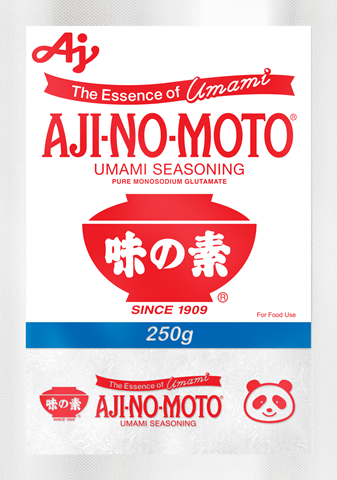 Aj
The Essence of Umami
AJI-NO-MOTO®
UMAMI SEASONING
PURE MONOSODIUM GLUTAMATE
味の素
®
SINCE 1909
For Food Use
250g
The Essence of Umami
味の素
®
SINCE 1909
AJI-NO-MOTO®
UMAMI SEASONING